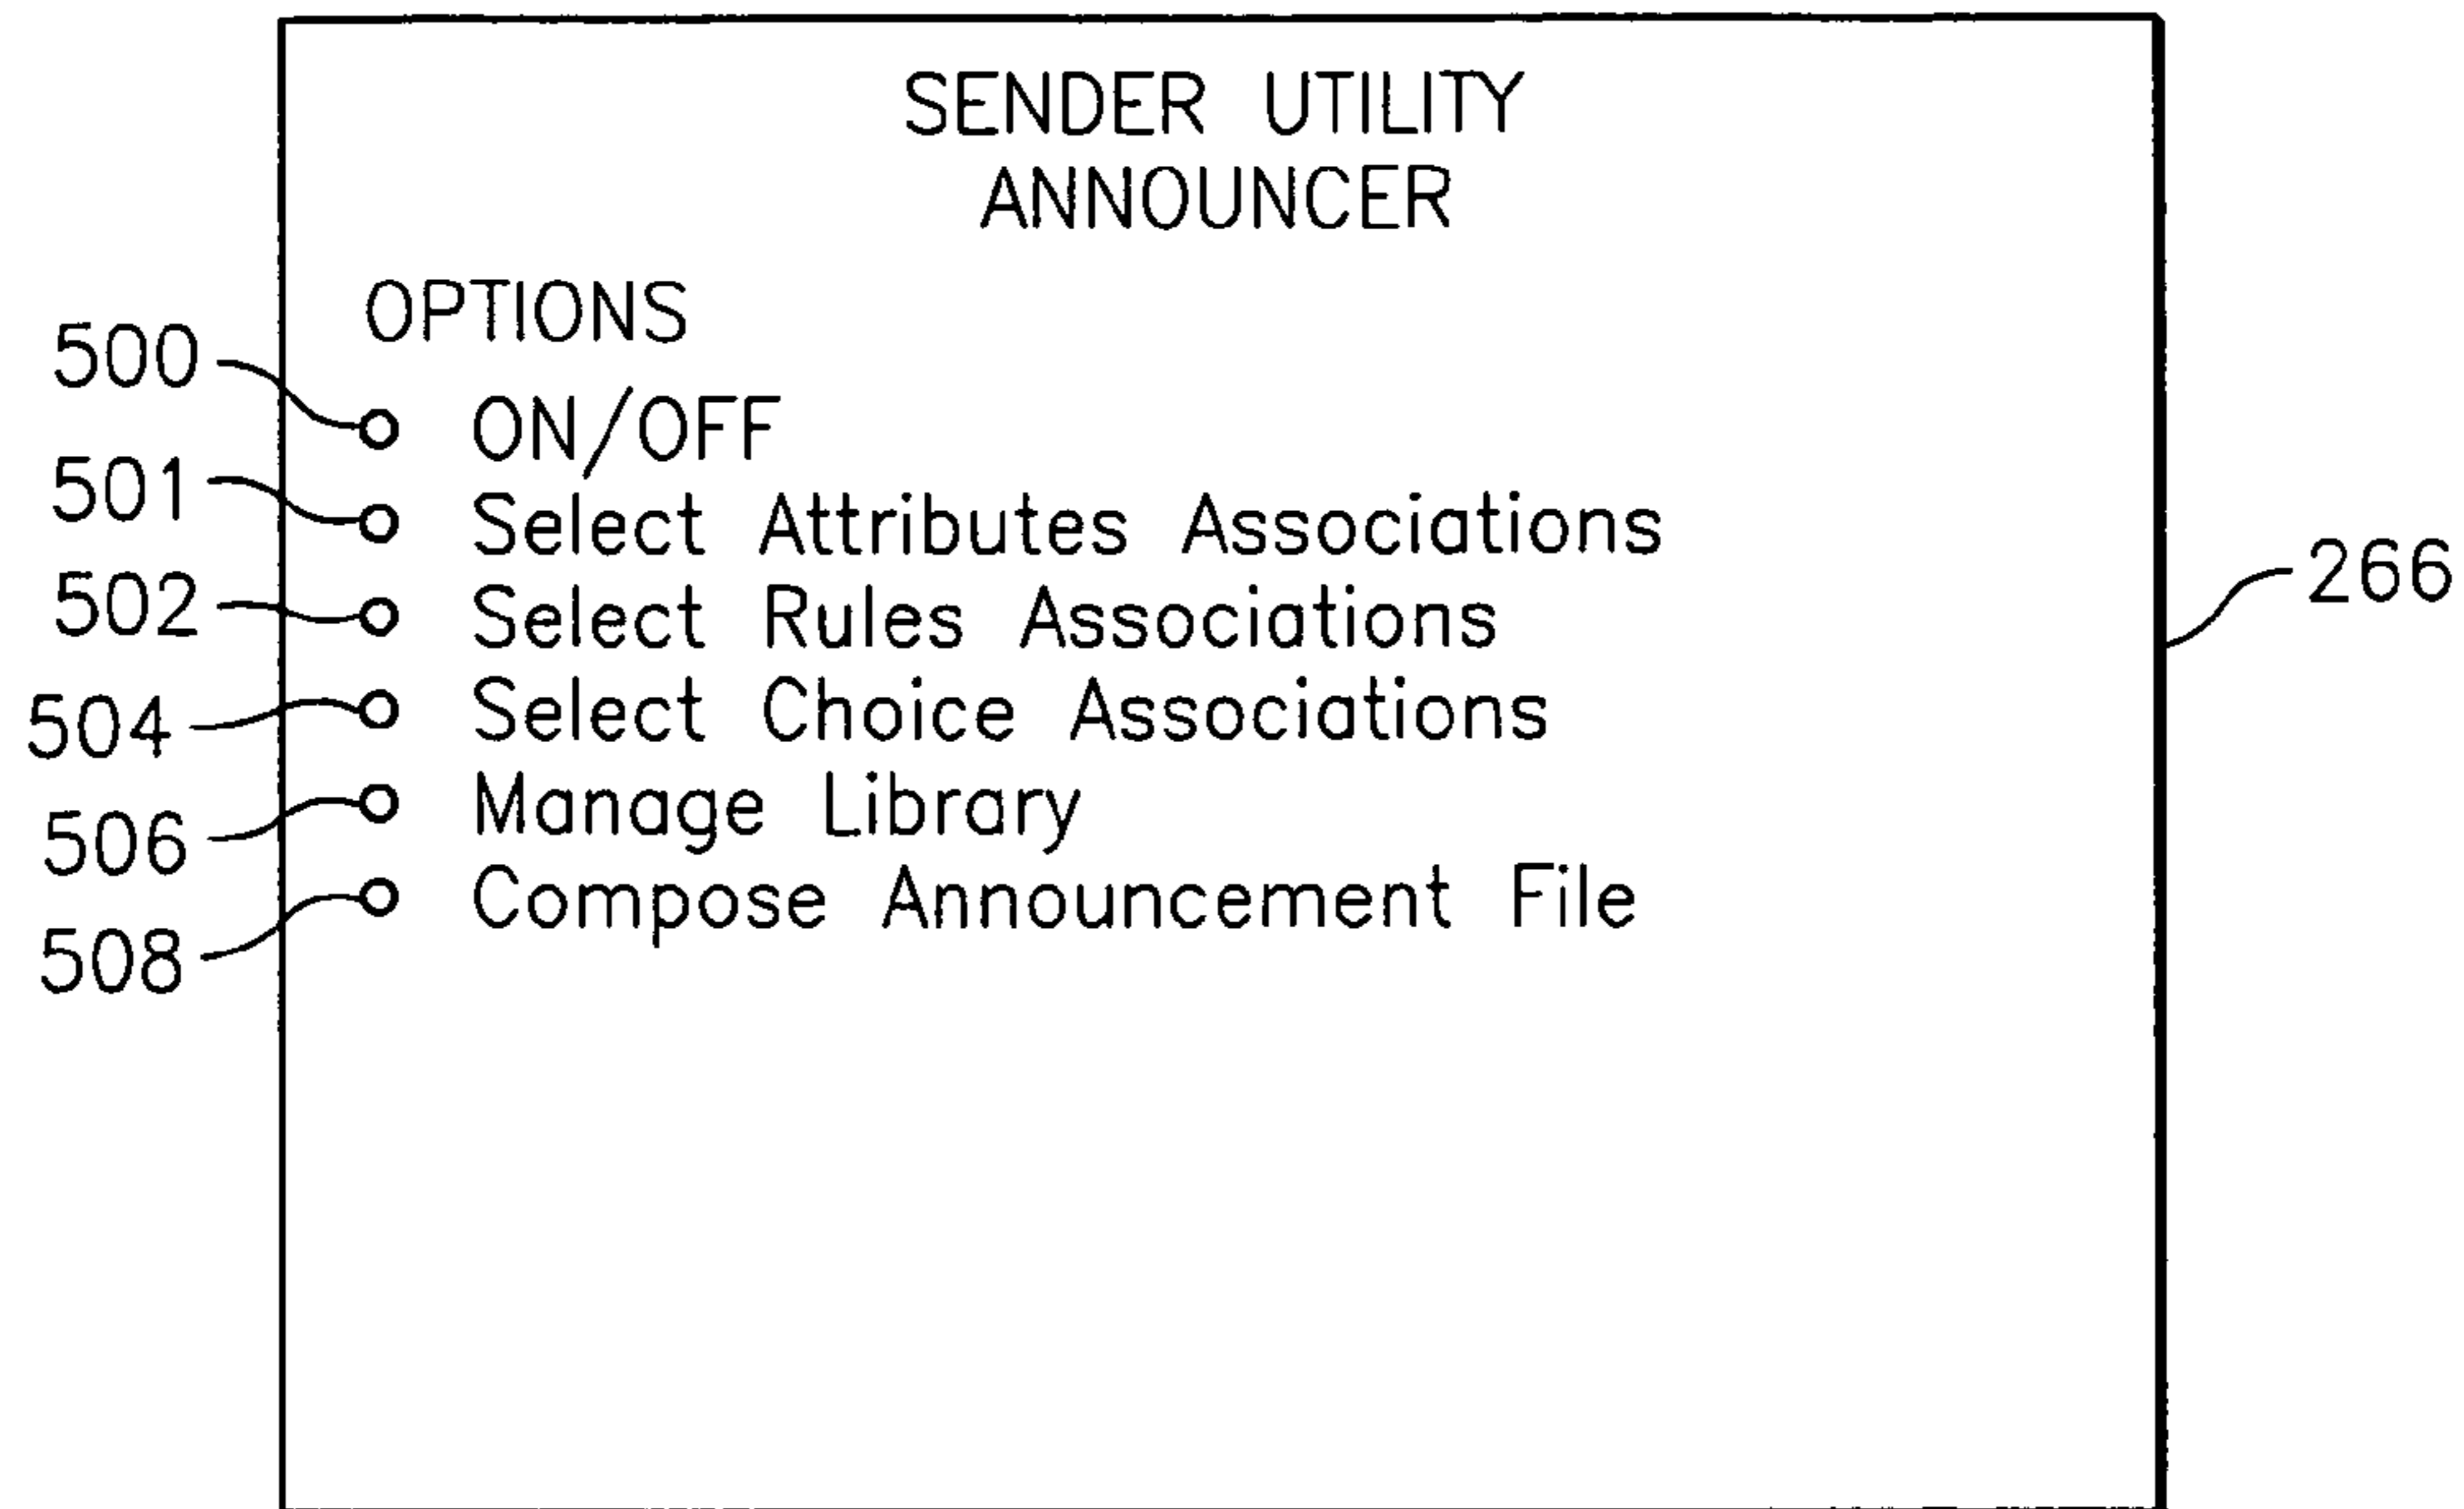 SENDER UTILITY
ANNOUNCER
OPTIONS
500
ON/OFF
501
Select Attributes Associations
266
502
Select Rules Associations
504
Select Choice Associations
506
Manage Library
508
Compose Announcement File